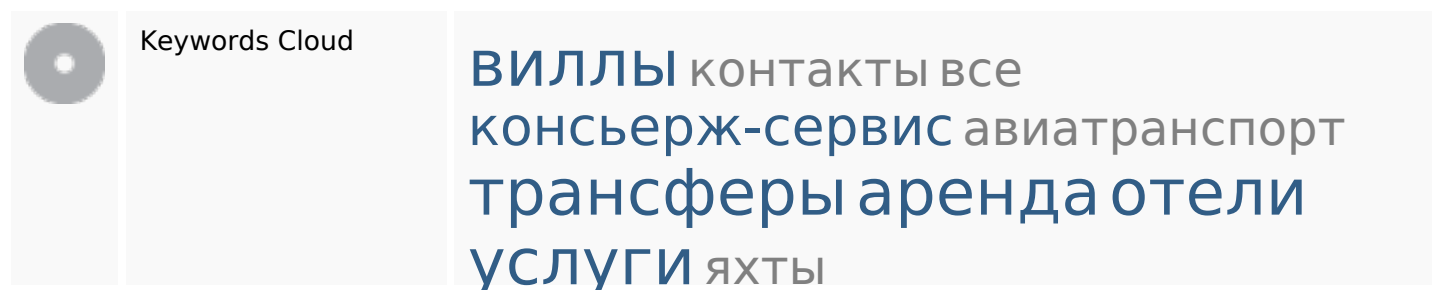 Keywords Cloud
виллы контакты все
консьерж-сервис авиатранспорт
трансферы аренда отели
услуги яхты